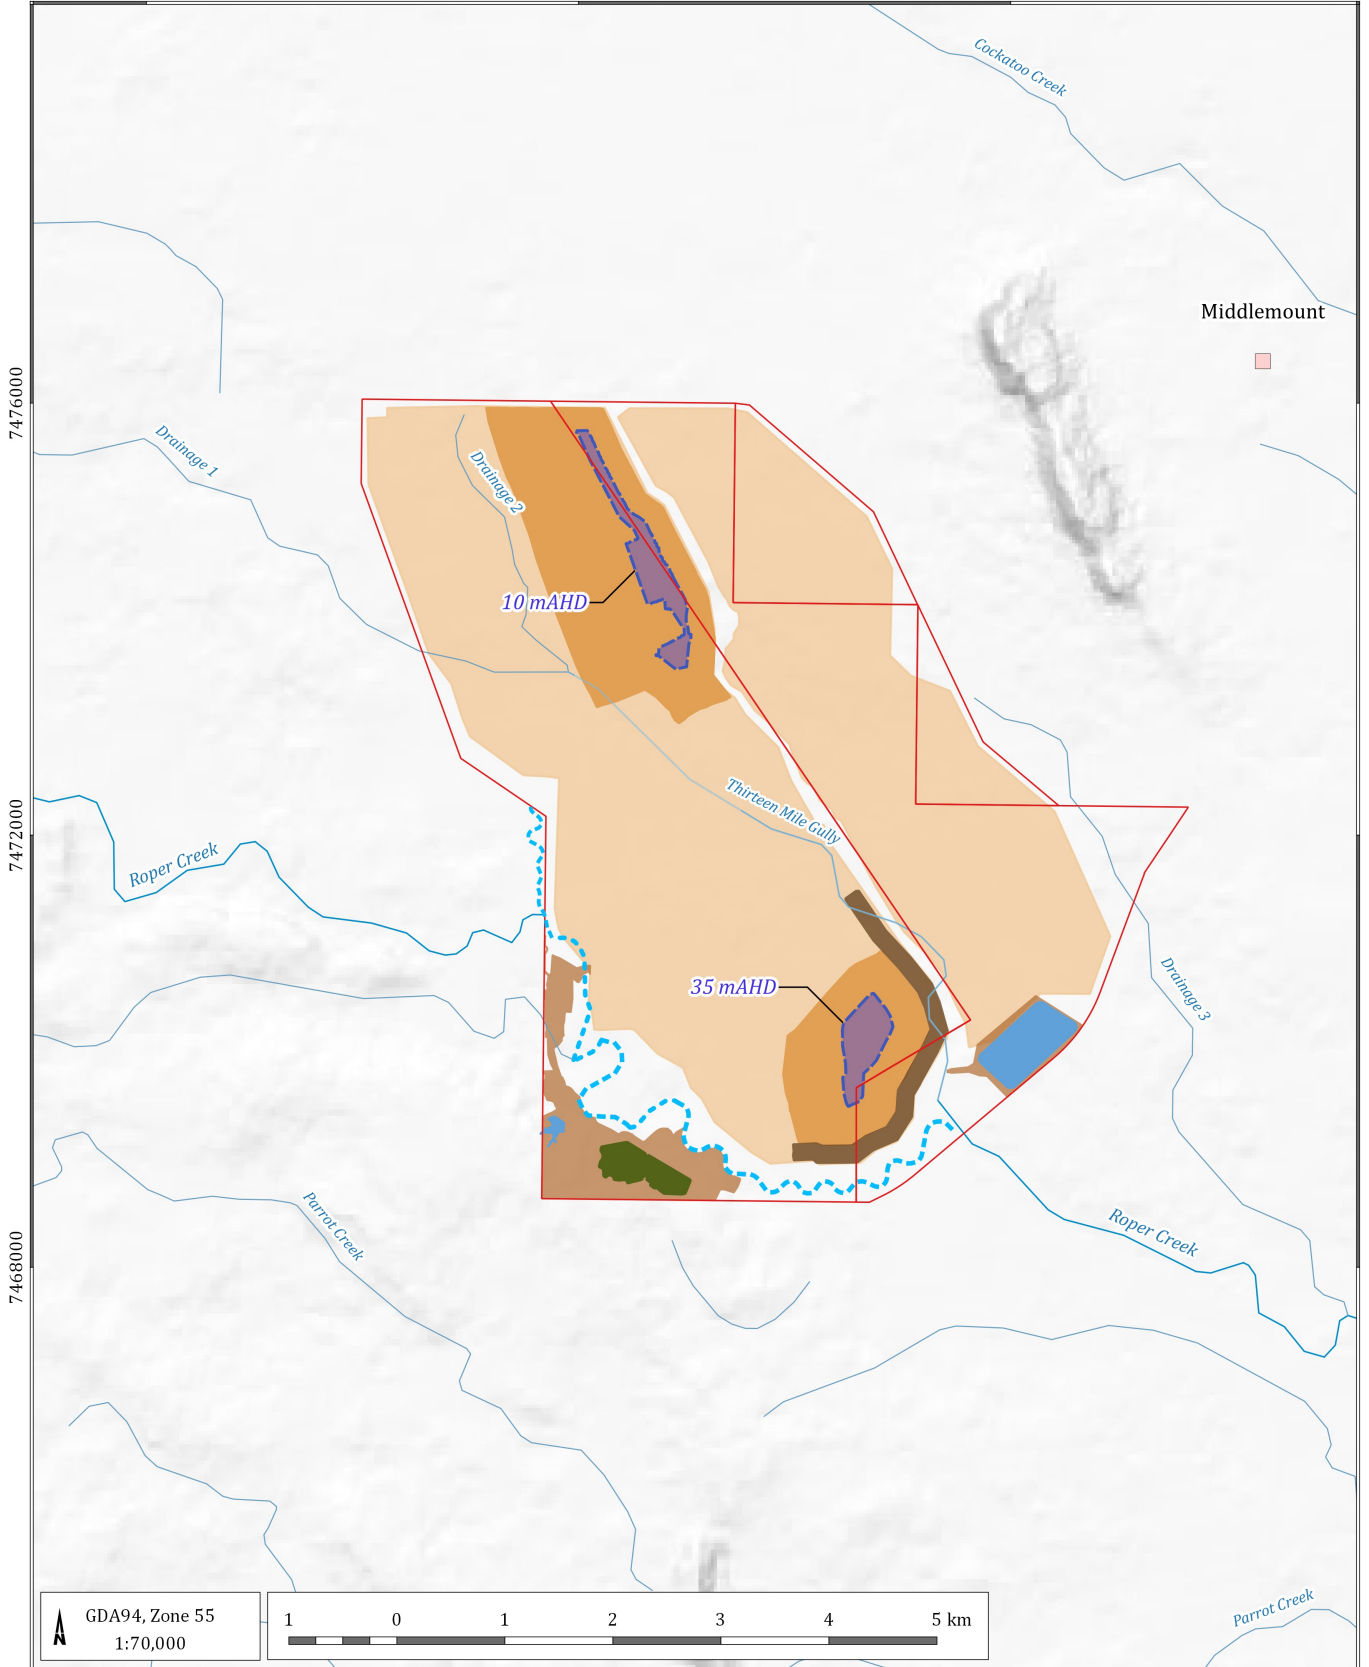 Cockatoo Creek
Middlemount
7476000
Drainage 1
Drainage 2
10 mAHD
Thirteen Mile Gully
7472000
Roper Creek
35 mAHD
Drainage 3
Parrot Creek
Roper Creek
7468000
Parrot Creek
N
GDA94, Zone 55
1:70,000
1 0 1 2 3 4 5 km